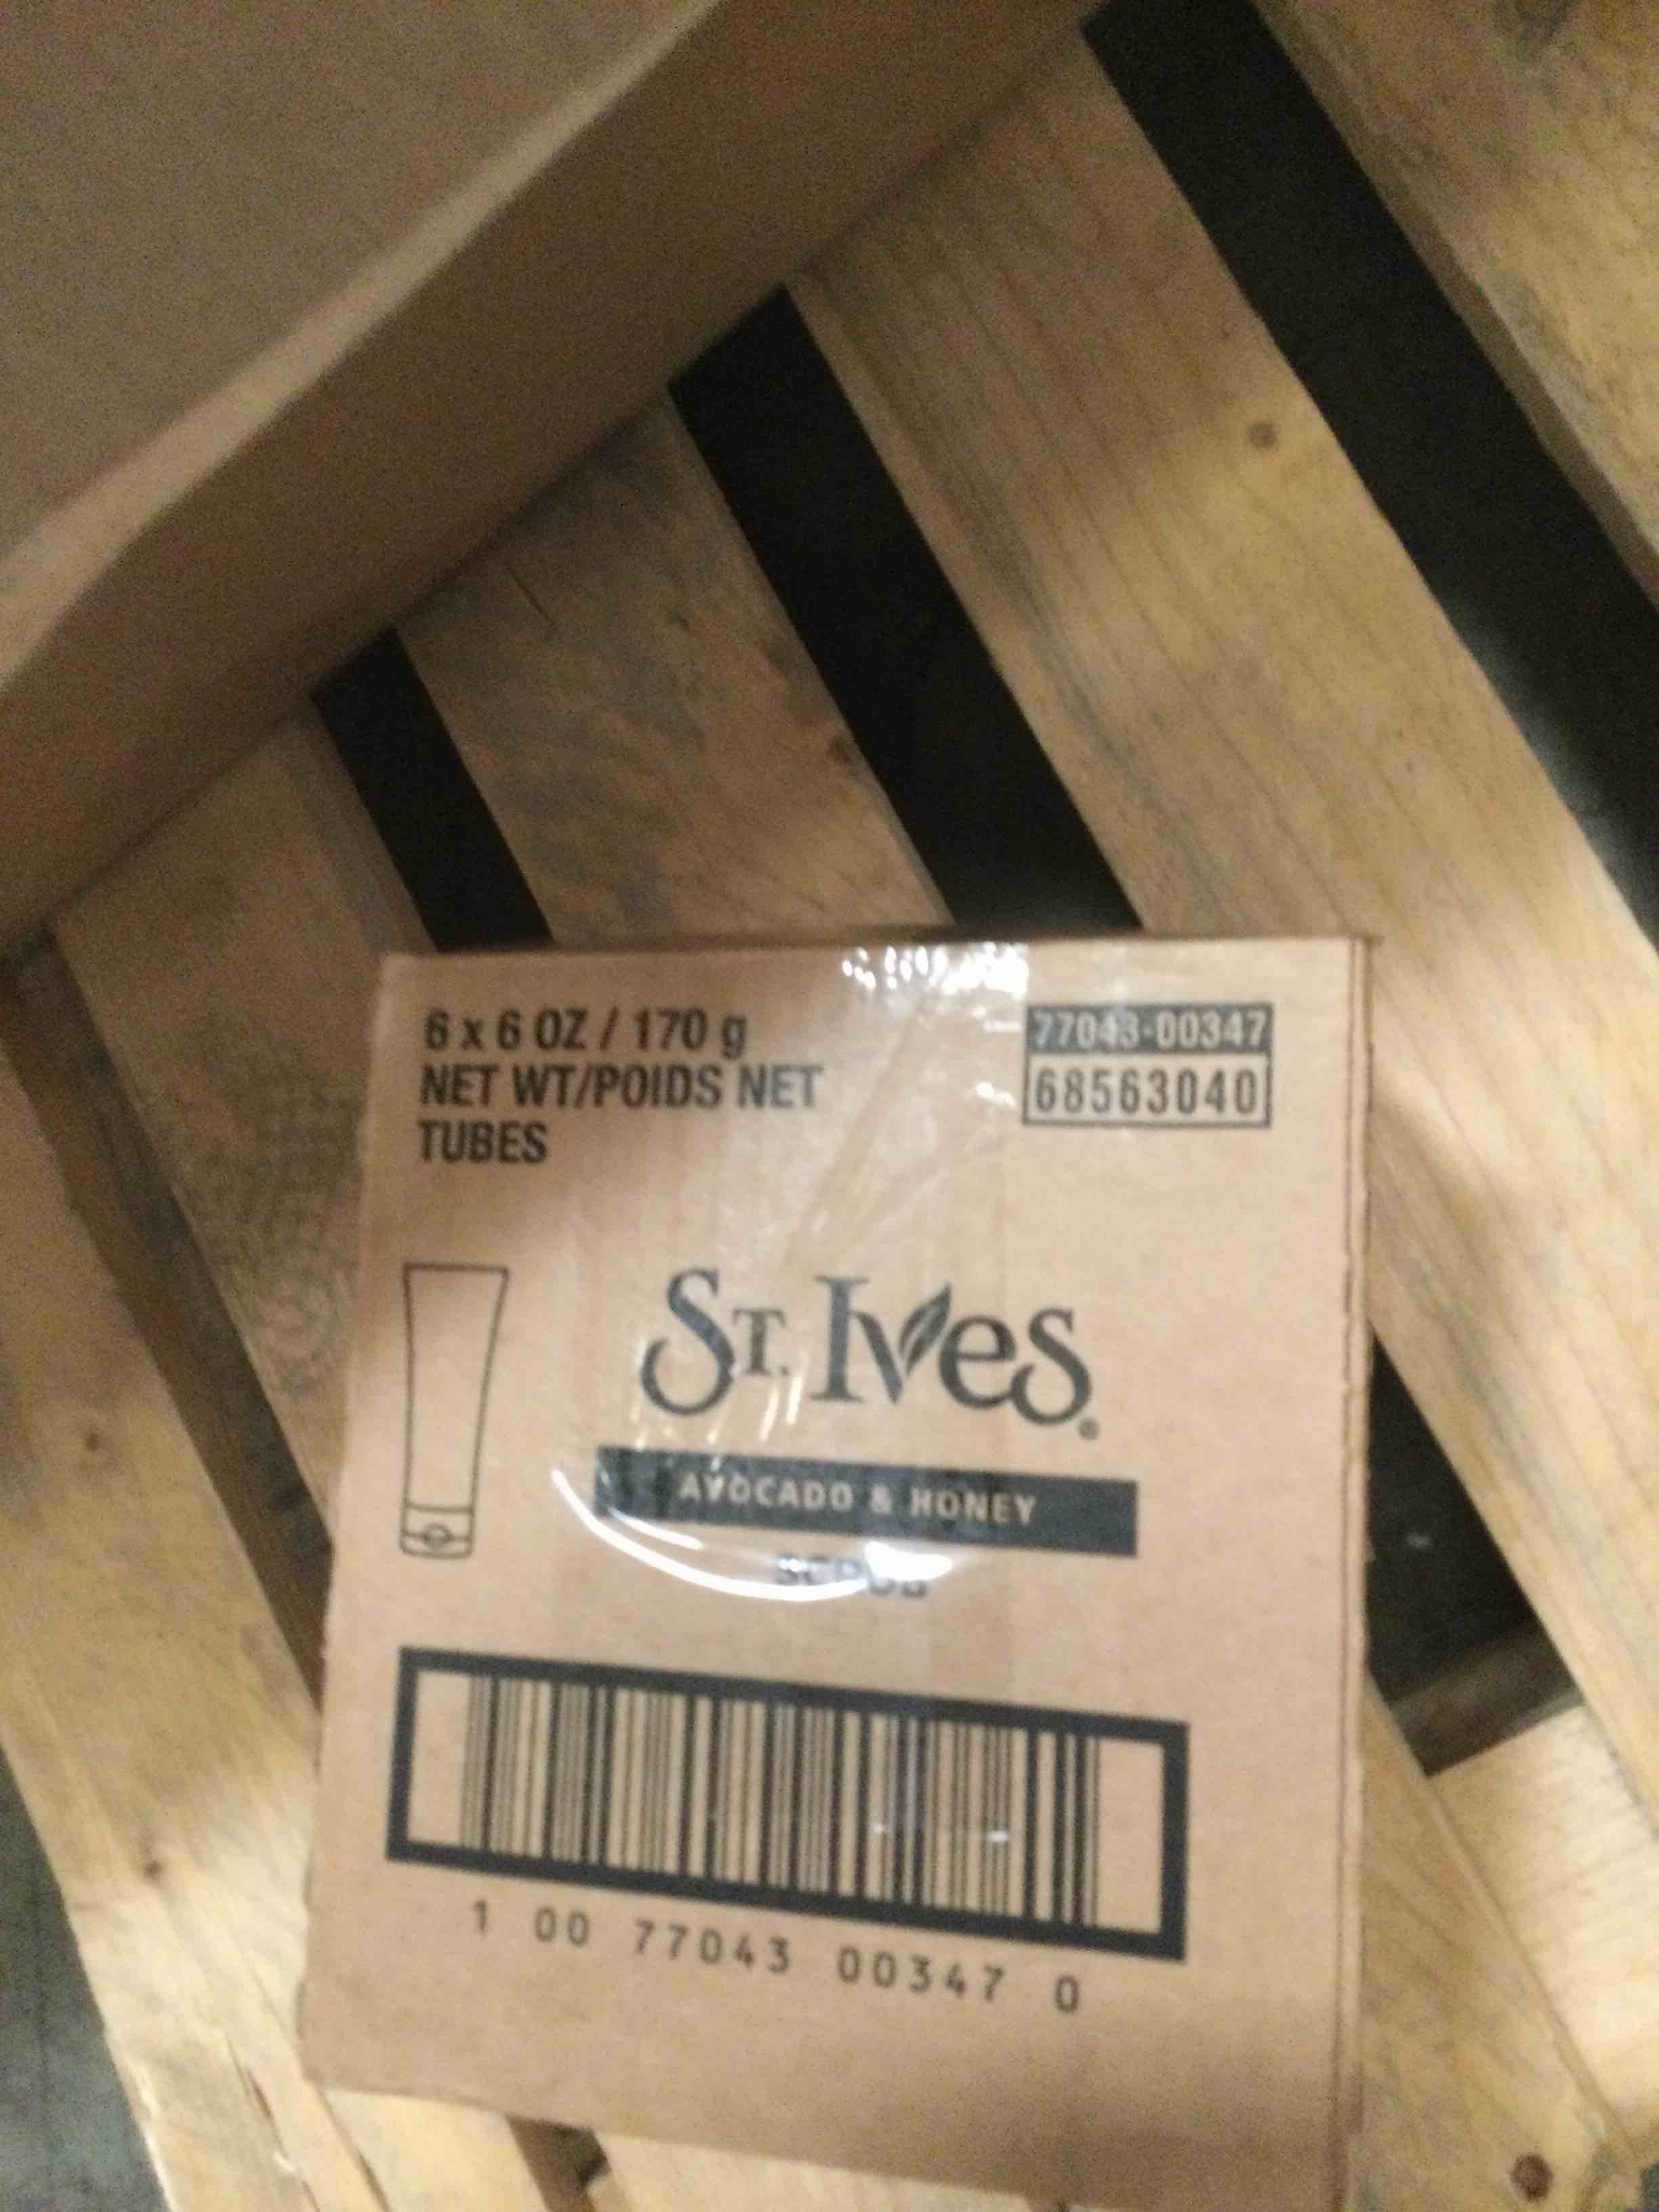 6 x 6 OZ / 170 g
NET WT/POIDS NET
TUBES
77043-00347
68563040
ST. Ives®
AVOCADO & HONEY
SCRUB
1 00 77043 00347 0